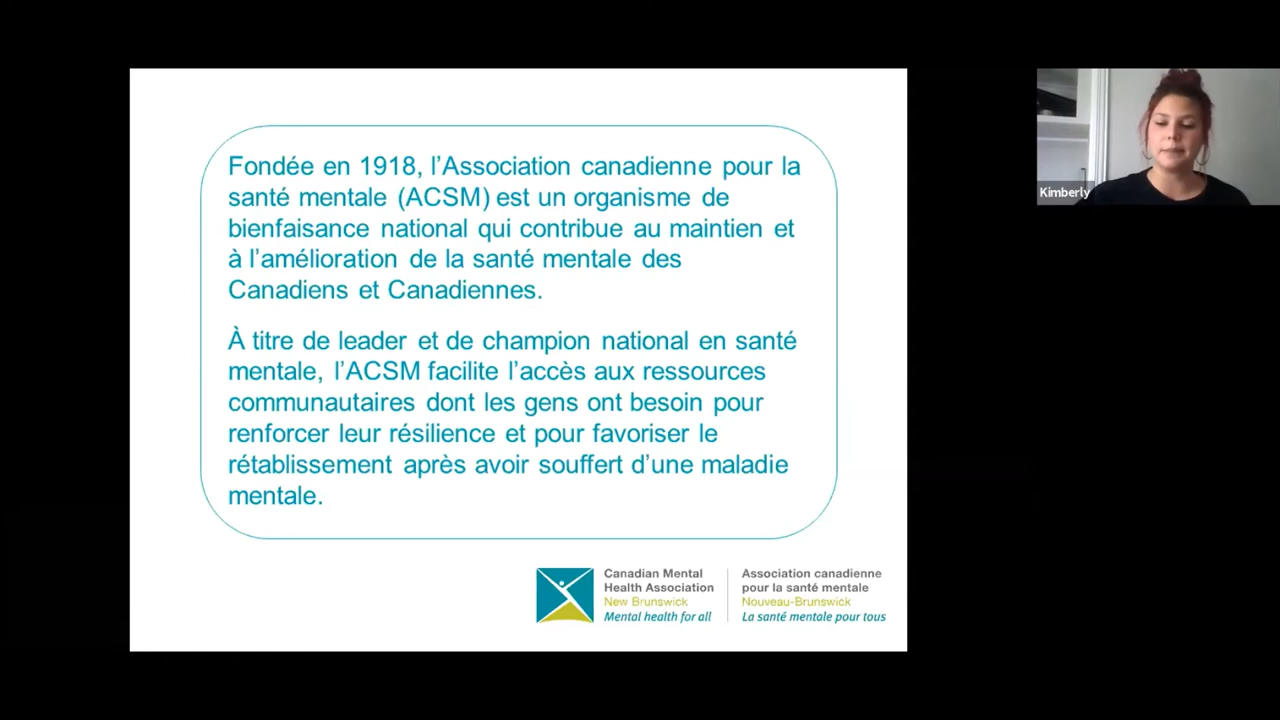 Fondée en 1918, l’Association canadienne pour la
santé mentale (ACSM) est un organisme de
bienfaisance national qui contribue au maintien et
à l’amélioration de la santé mentale des
Canadiens et Canadiennes.
À titre de leader et de champion national en santé
mentale, l’ACSM facilite l’accès aux ressources
communautaires dont les gens ont besoin pour
renforcer leur résilience et pour favoriser le
rétablissement après avoir souffert d’une maladie
mentale.
Canadian Mental
Health Association
New Brunswick
Mental health for all
Association canadienne
pour la santé mentale
Nouveau-Brunswick
La santé mentale pour tous
Kimberly